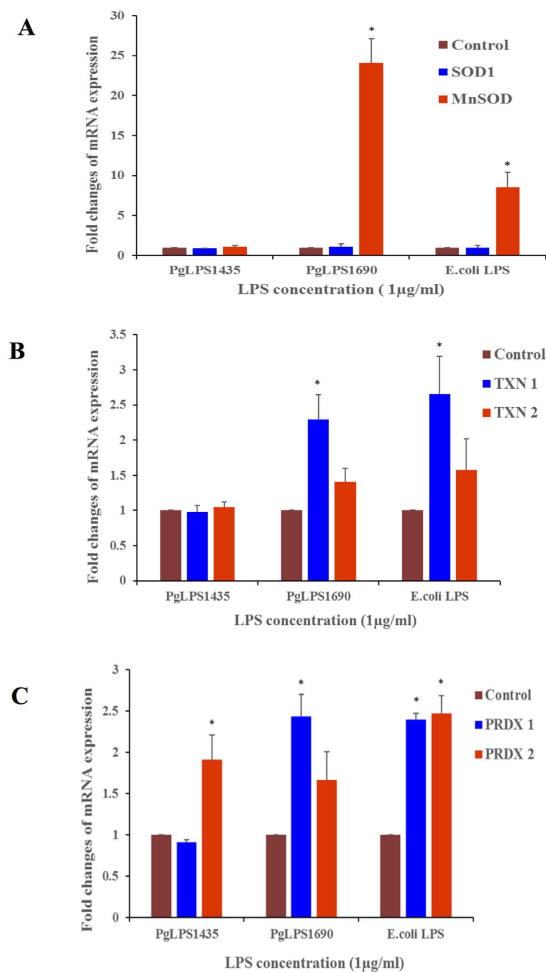 A
Fold changes of mRNA expression
30
25
20
15
10
5
0
*
*
Control
SOD1
MnSOD
PgLPS1435 PgLPS1690 E.coli LPS
LPS concentration ( 1µg/ml)
B
Fold changes of mRNA expression
3.5
3
2.5
2
1.5
1
0.5
0
*
*
Control
TXN 1
TXN 2
PgLPS1435 PgLPS1690 E.coli LPS
LPS concentration (1µg/ml)
C
Fold changes of mRNA expression
3
2.5
2
1.5
1
0.5
0
*
*
* *
Control
PRDX 1
PRDX 2
PgLPS1435 PgLPS1690 E.coli LPS
LPS concentration (1µg/ml)